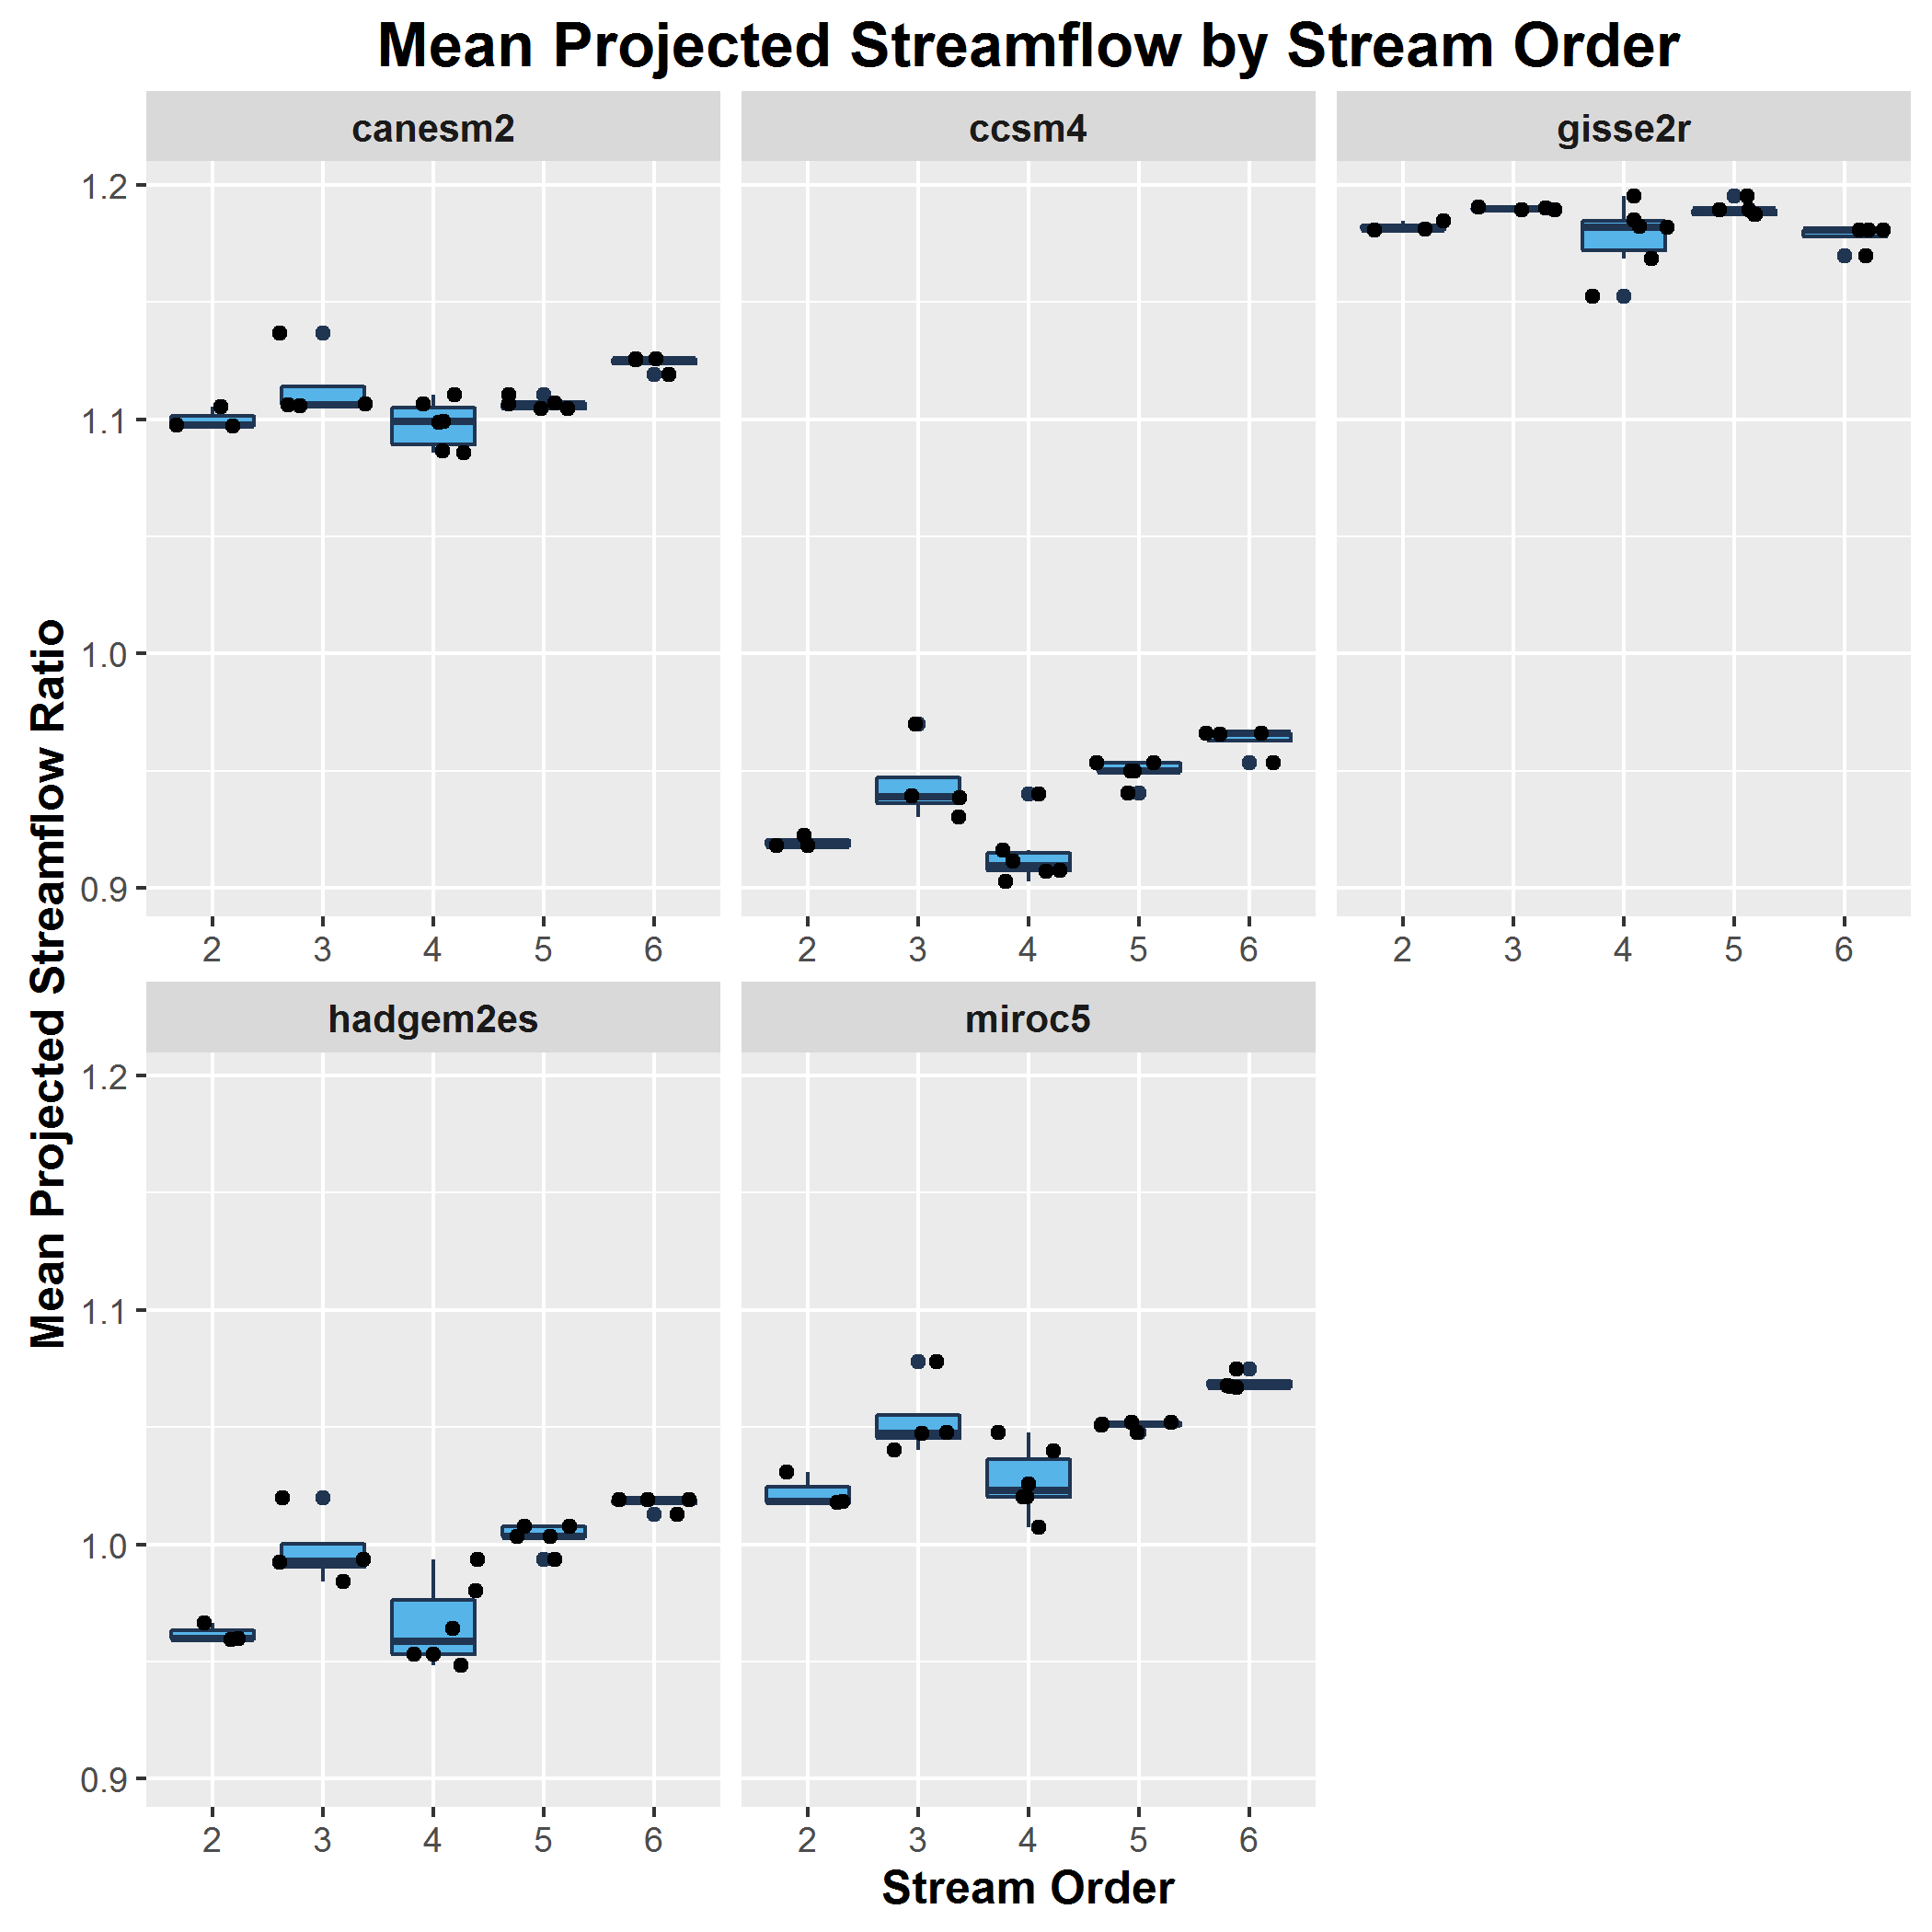 Mean Projected Streamflow by Stream Order
canesm2
ccsm4
gisse2r
1.2
1.1
1.0
0.9
2 3 4 5 6
2 3 4 5 6
2 3 4 5 6
Mean Projected Streamflow Ratio
hadgem2es
miroc5
1.2
1.1
1.0
0.9
2 3 4 5 6
2 3 4 5 6
Stream Order